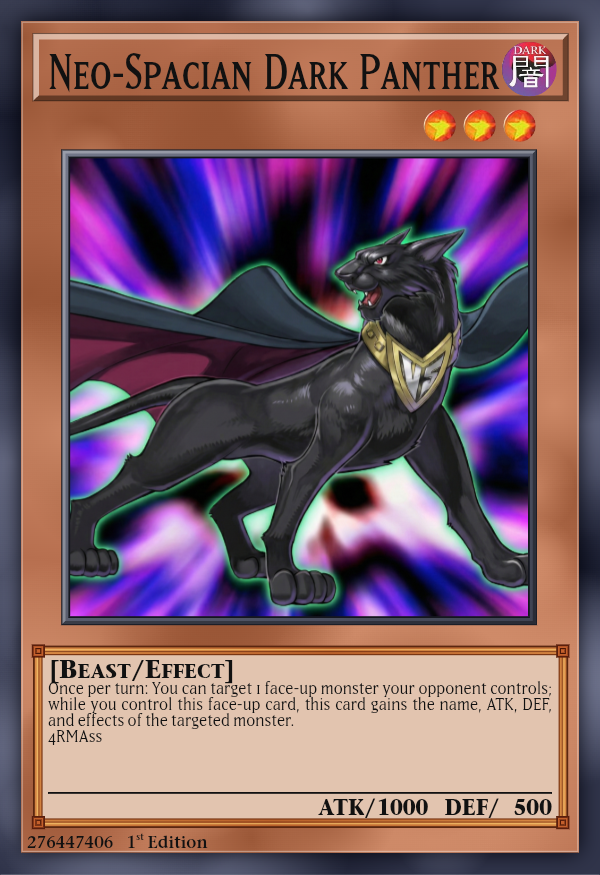 Neo-Spacian Dark Panther
DARK
闇
VS
[Beast/Effect]
Once per turn: You can target 1 face-up monster your opponent controls;
while you control this face-up card, this card gains the name, ATK, DEF,
and effects of the targeted monster.
4RMAss
ATK/1000 DEF/ 500
276447406 1st Edition